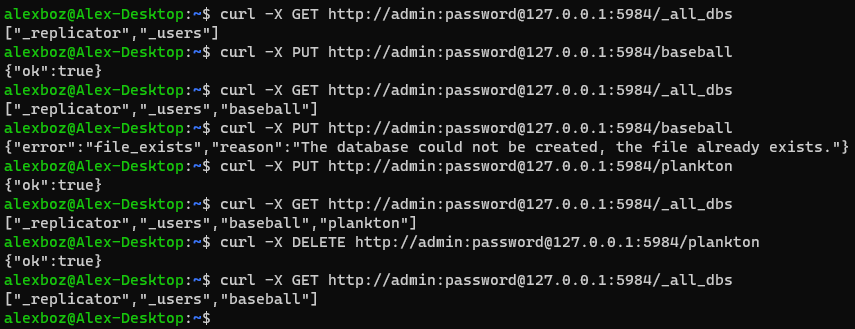 alexboz@Alex-Desktop:~$ curl -X GET http://admin:password@127.0.0.1:5984/_all_dbs
["_replicator","_users"]
alexboz@Alex-Desktop:~$ curl -X PUT http://admin:password@127.0.0.1:5984/baseball
{"ok":true}
alexboz@Alex-Desktop:~$ curl -X GET http://admin:password@127.0.0.1:5984/_all_dbs
["_replicator","_users","baseball"]
alexboz@Alex-Desktop:~$ curl -X PUT http://admin:password@127.0.0.1:5984/baseball
{"error":"file_exists","reason":"The database could not be created, the file already exists."}
alexboz@Alex-Desktop:~$ curl -X PUT http://admin:password@127.0.0.1:5984/plankton
{"ok":true}
alexboz@Alex-Desktop:~$ curl -X GET http://admin:password@127.0.0.1:5984/_all_dbs
["_replicator","_users","baseball","plankton"]
alexboz@Alex-Desktop:~$ curl -X DELETE http://admin:password@127.0.0.1:5984/plankton
{"ok":true}
alexboz@Alex-Desktop:~$ curl -X GET http://admin:password@127.0.0.1:5984/_all_dbs
["_replicator","_users","baseball"]
alexboz@Alex-Desktop:~$